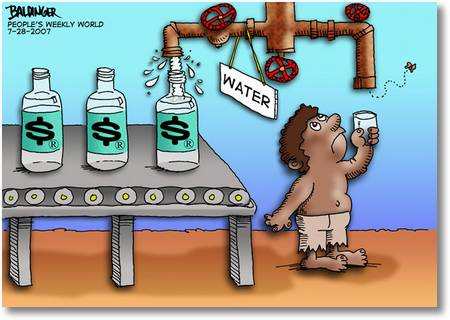 BALDINGER
PEOPLE'S WEEKLY WORLD
7-28-2007
WATER
$ ®
$ ®
$ ®